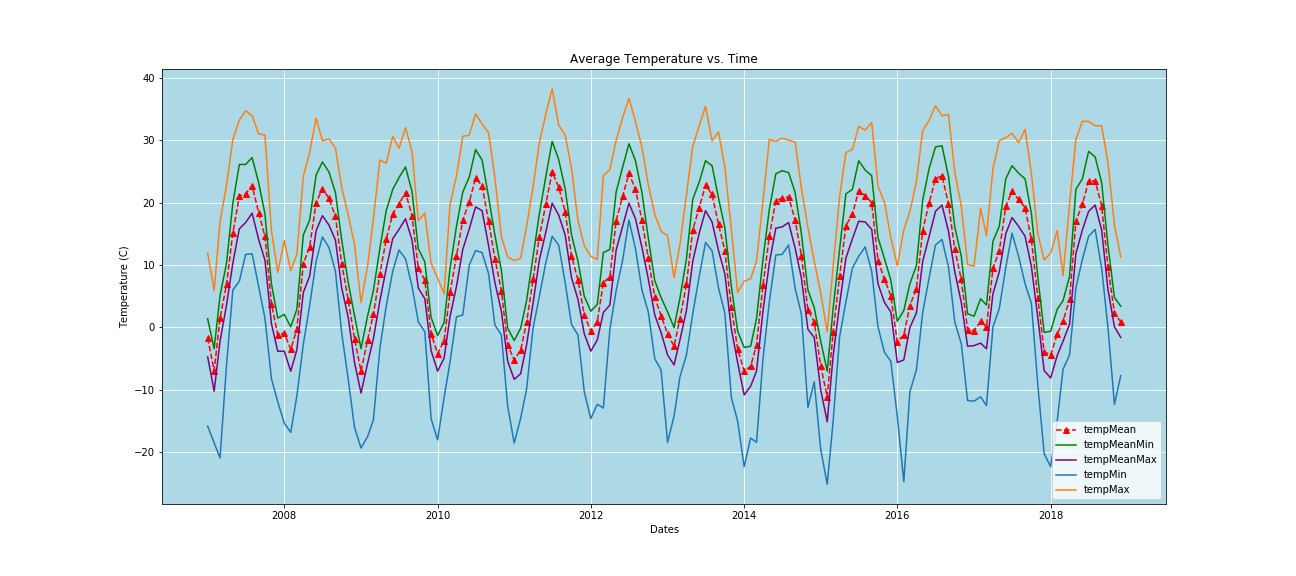 Average Temperature vs. Time
Temperature (C)
40
30
20
10
0
−10
−20
2008
2010
2012
2014
2016
2018
Dates
tempMean
tempMeanMin
tempMeanMax
tempMin
tempMax